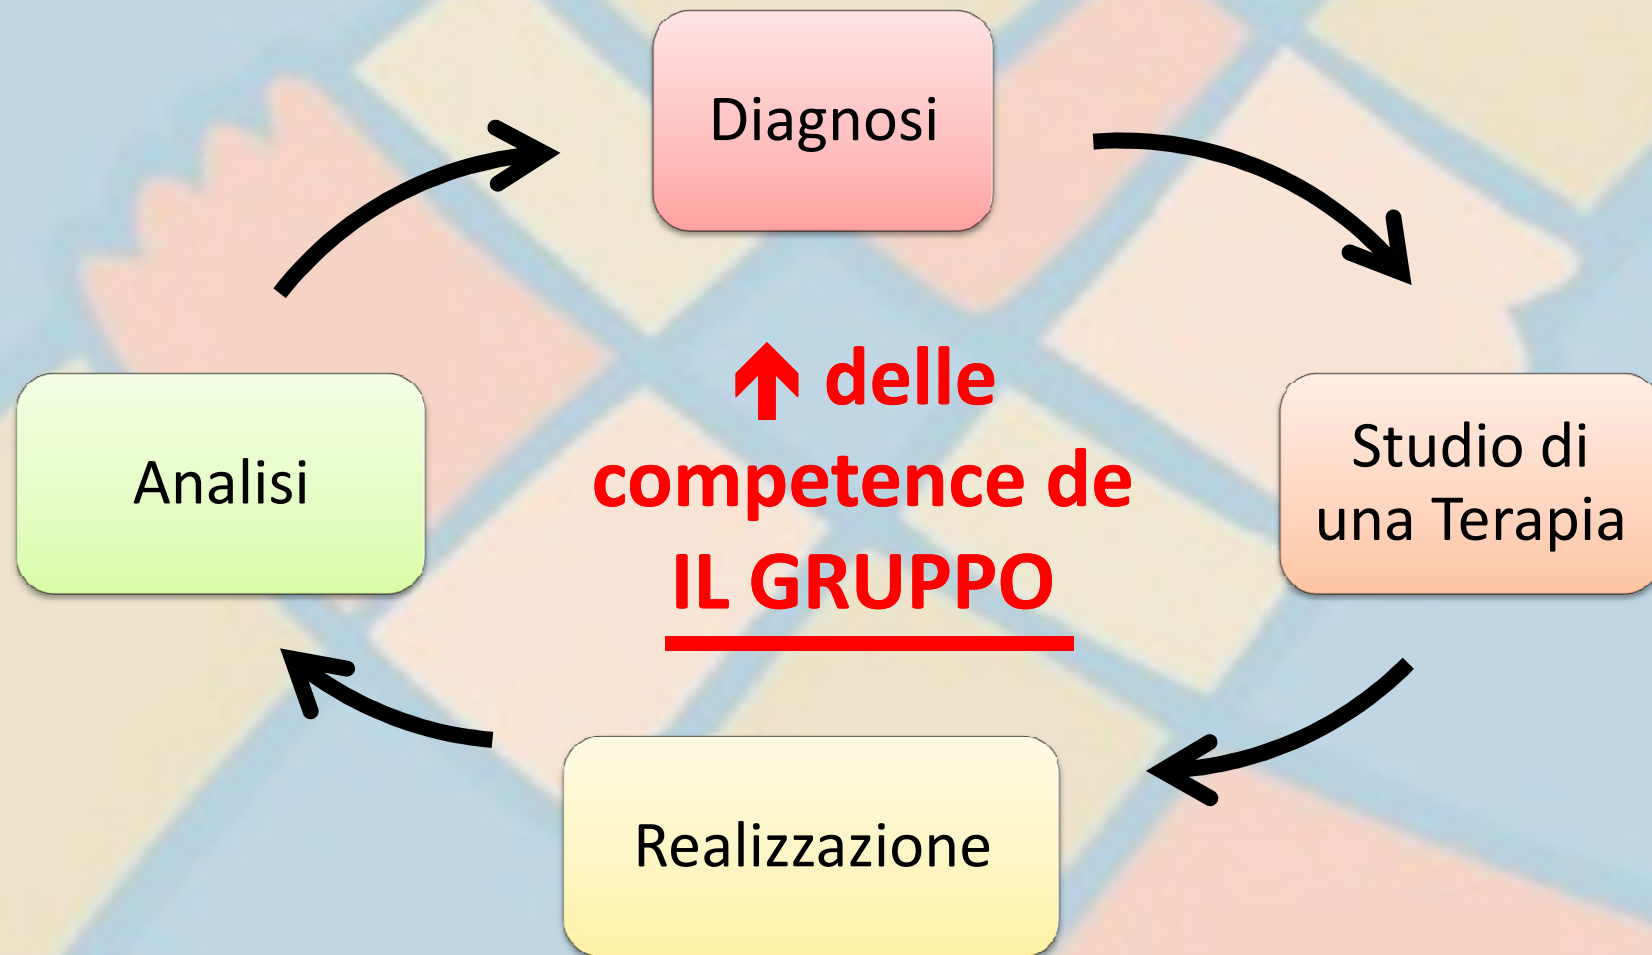 Diagnosi
↑ delle
competence de
IL GRUPPO
Analisi
Studio di
una Terapia
Realizzazione